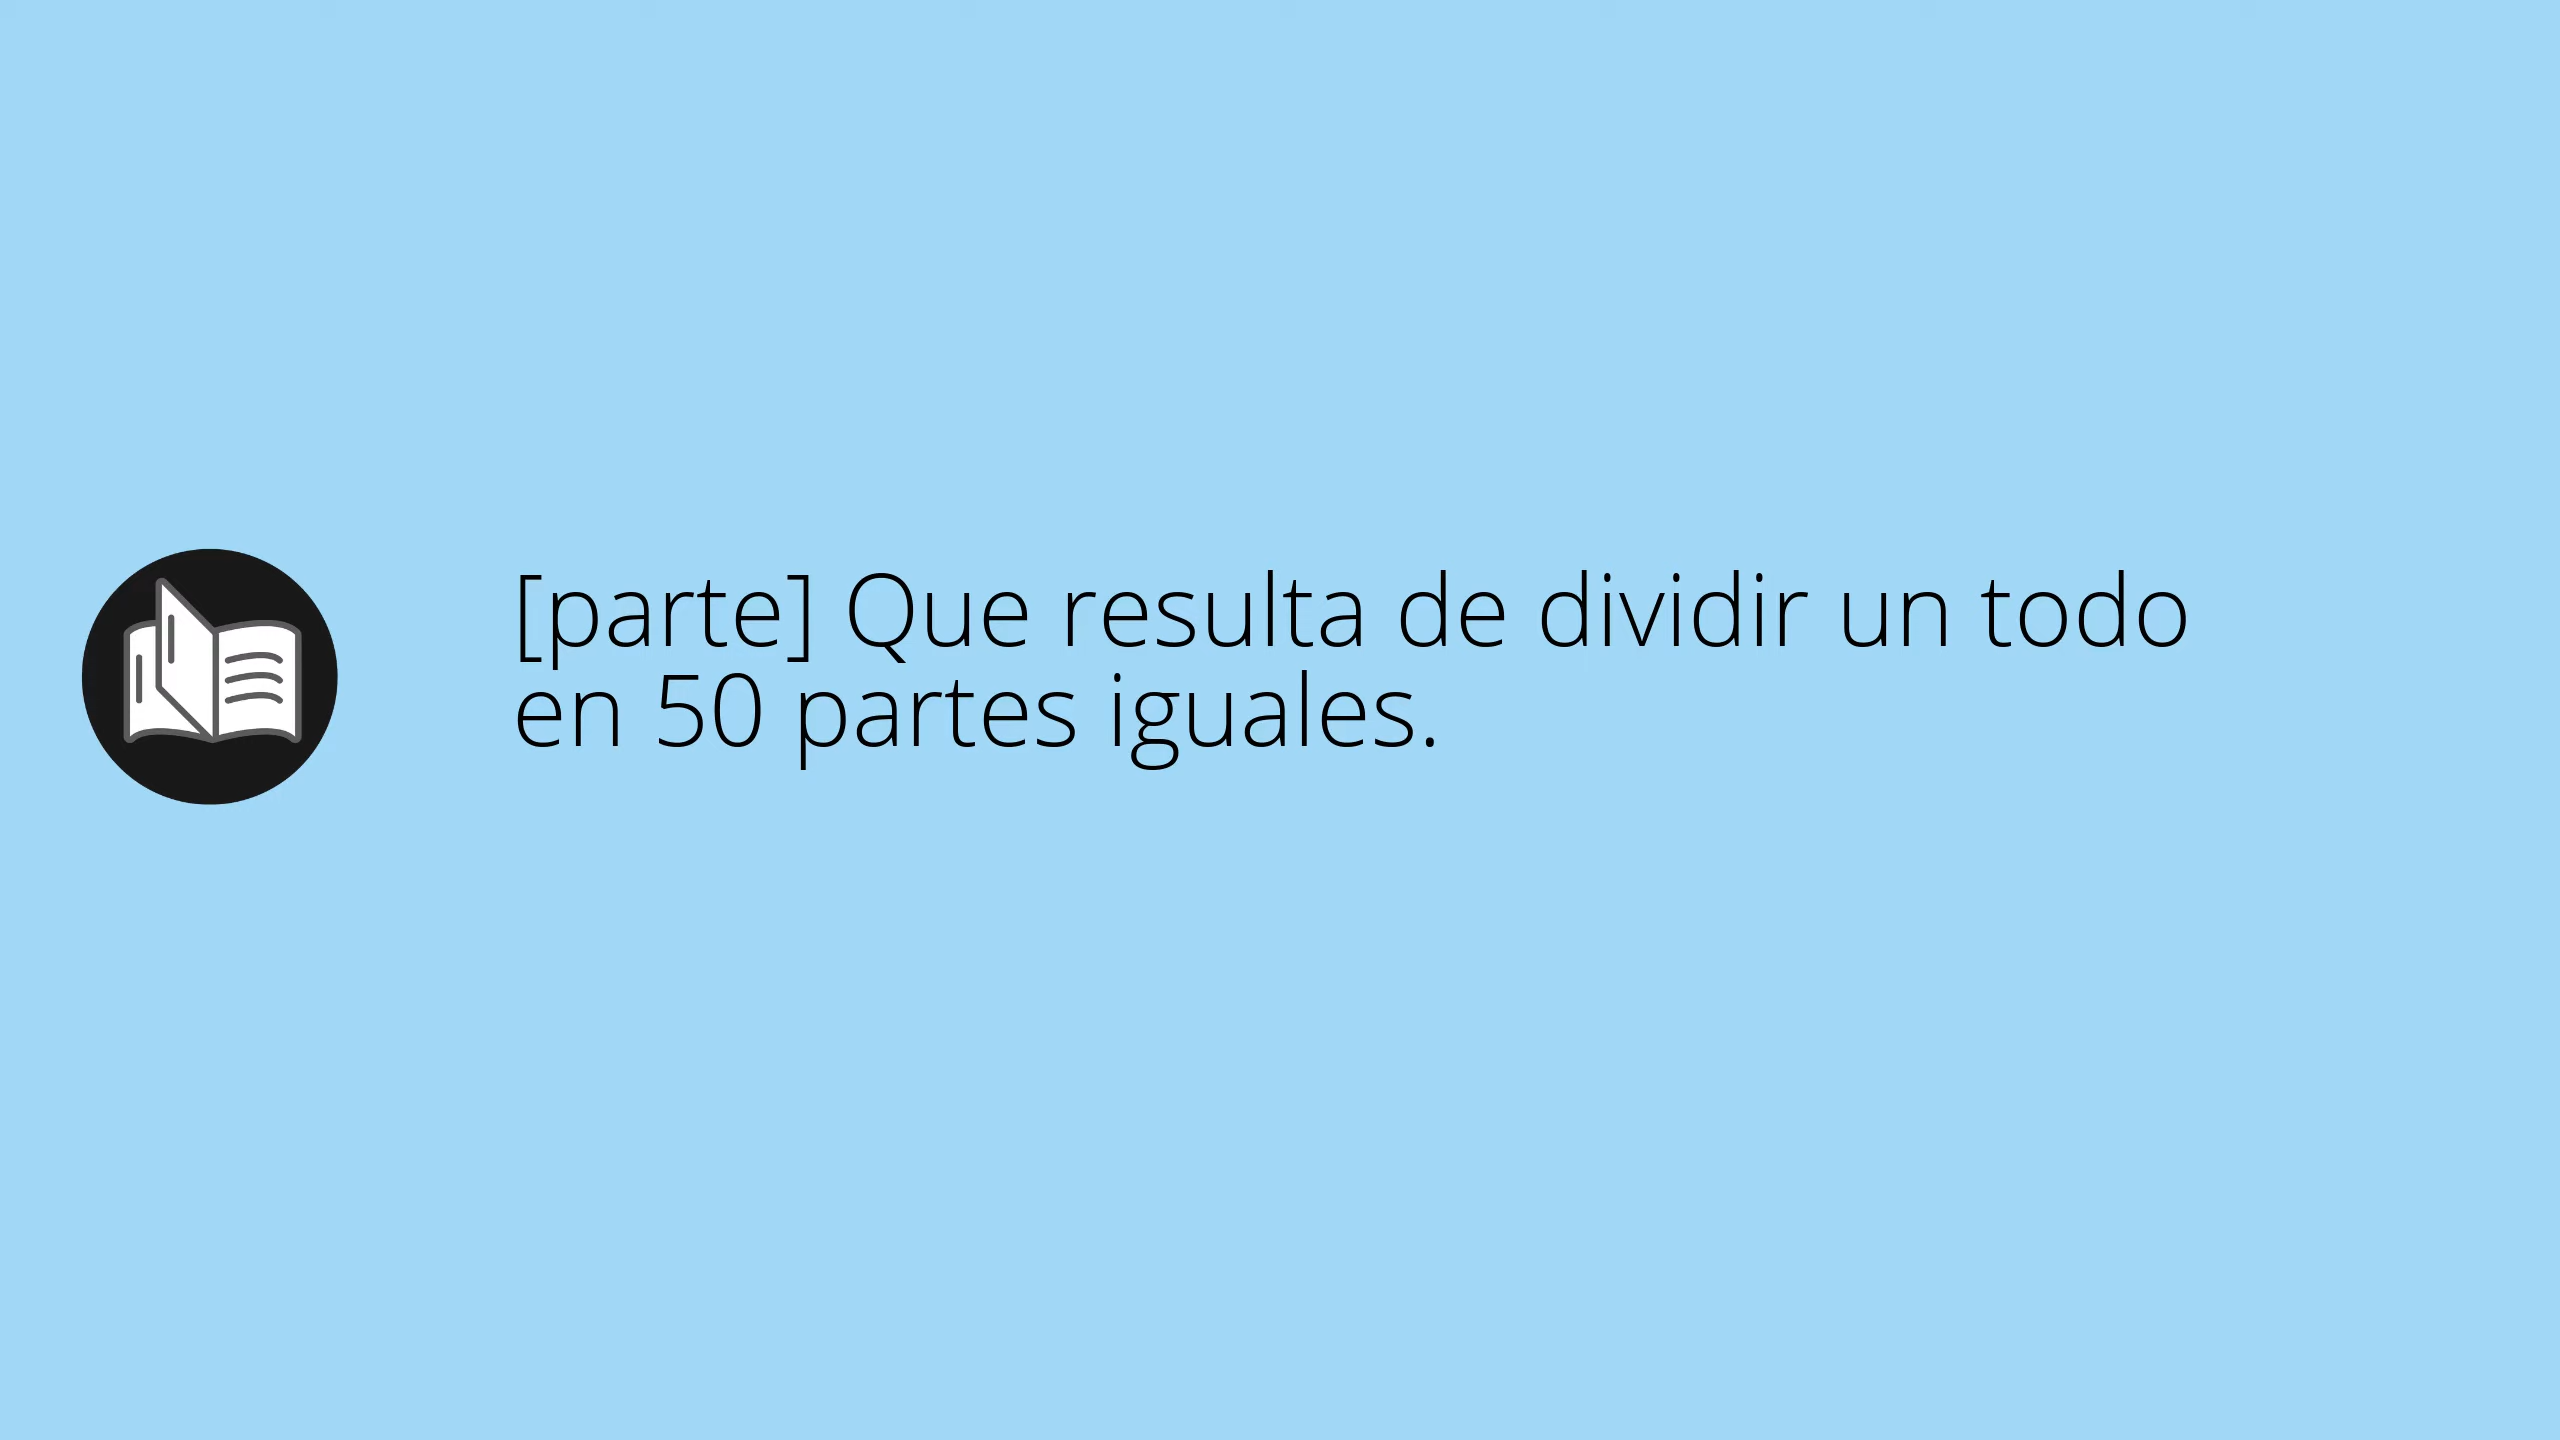 [parte] Que resulta de dividir un todo
en 50 partes iguales.